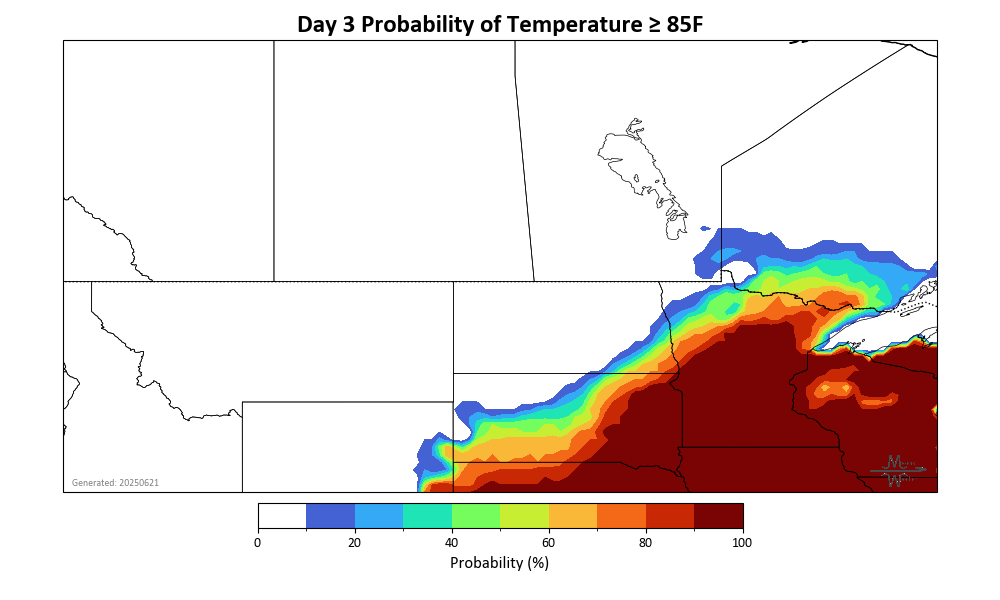 Day 3 Probability of Temperature ≥ 85F
Generated: 20250621
0 20 40 60 80 100
Probability (%)